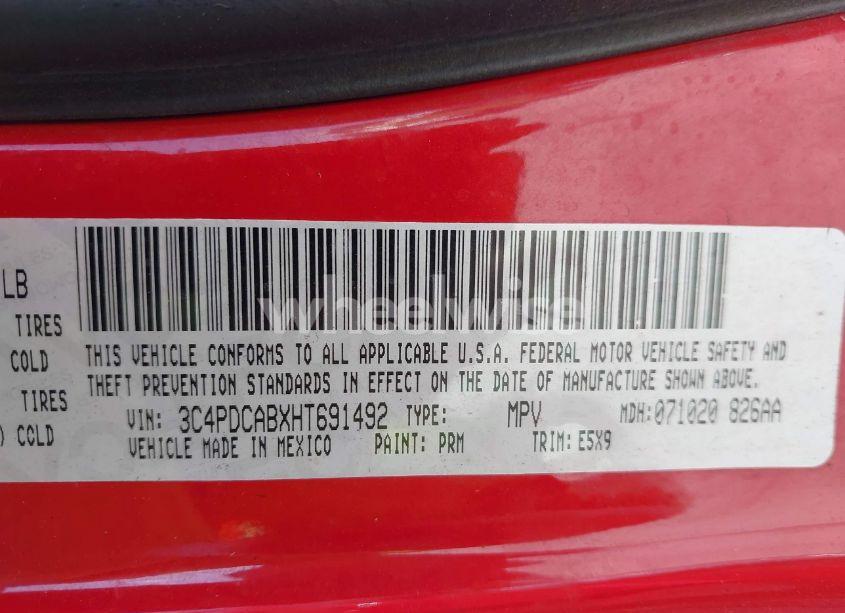 LB
TIRES
COLD
TIRES
) COLD
wheelwise
THIS VEHICLE CONFORMS TO ALL APPLICABLE U.S.A. FEDERAL MOTOR VEHICLE SAFETY AND
THEFT PREVENTION STANDARDS IN EFFECT ON THE DATE OF MANUFACTURE SHOWN ABOVE.
VIN: 3C4PDCABXHT691492 TYPE: MPV MDH:071020 826AA
VEHICLE MADE IN MEXICO PAINT: PRM TRIM: E5X9